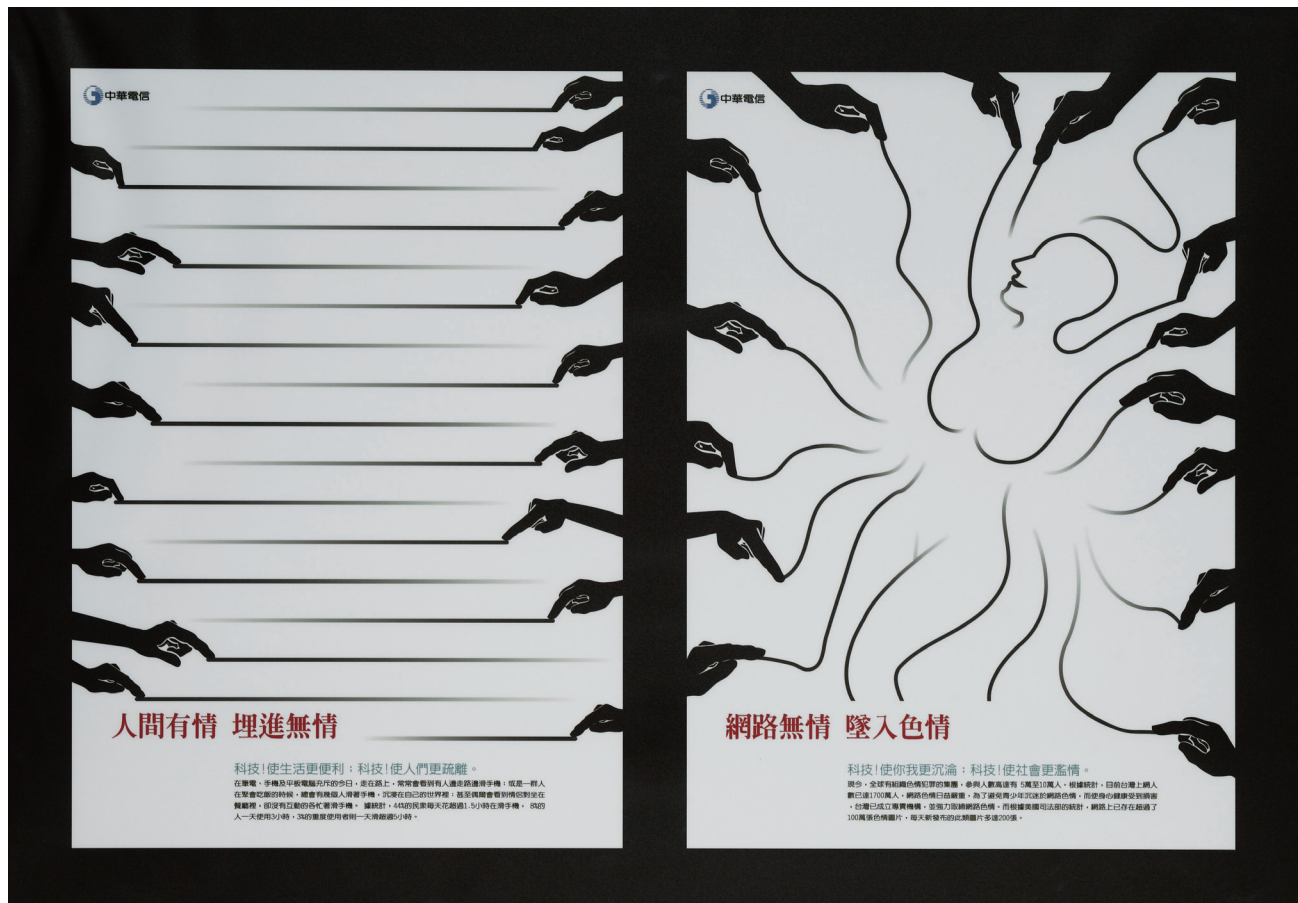 中華電信
人間有情 埋進無情
科技!使生活更便利；科技!使人們更疏離。
在筆電、手機及平板電腦充斥的今日，走在路上，常常會看到有人邊走路邊滑手機；或是一群人
在聚會吃飯的時候，總會有幾個人滑著手機，沉浸在自己的世界裡；甚至偶爾會看到情侶對坐在
餐廳裡，卻沒有互動的各忙著滑手機。 據統計，44%的民眾每天花超過1.5小時在滑手機， 8%的
人一天使用3小時，3%的重度使用者則一天滑超過5小時。
中華電信
網路無情 墜入色情
科技!使你我更沉淪；科技!使社會更濫情。
現今，全球有組織色情犯罪的集團，參與人數高達有 5萬至10萬人。根據統計，目前台灣上網人
數已達1700萬人，網路色情日益嚴重，為了避免青少年沉迷於網路色情，而使身心健康受到損害
，台灣已成立專責機構，並強力取締網路色情。而根據美國司法部的統計，網路上已存在超過了
100萬張色情圖片，每天新發布的此類圖片多達200張。